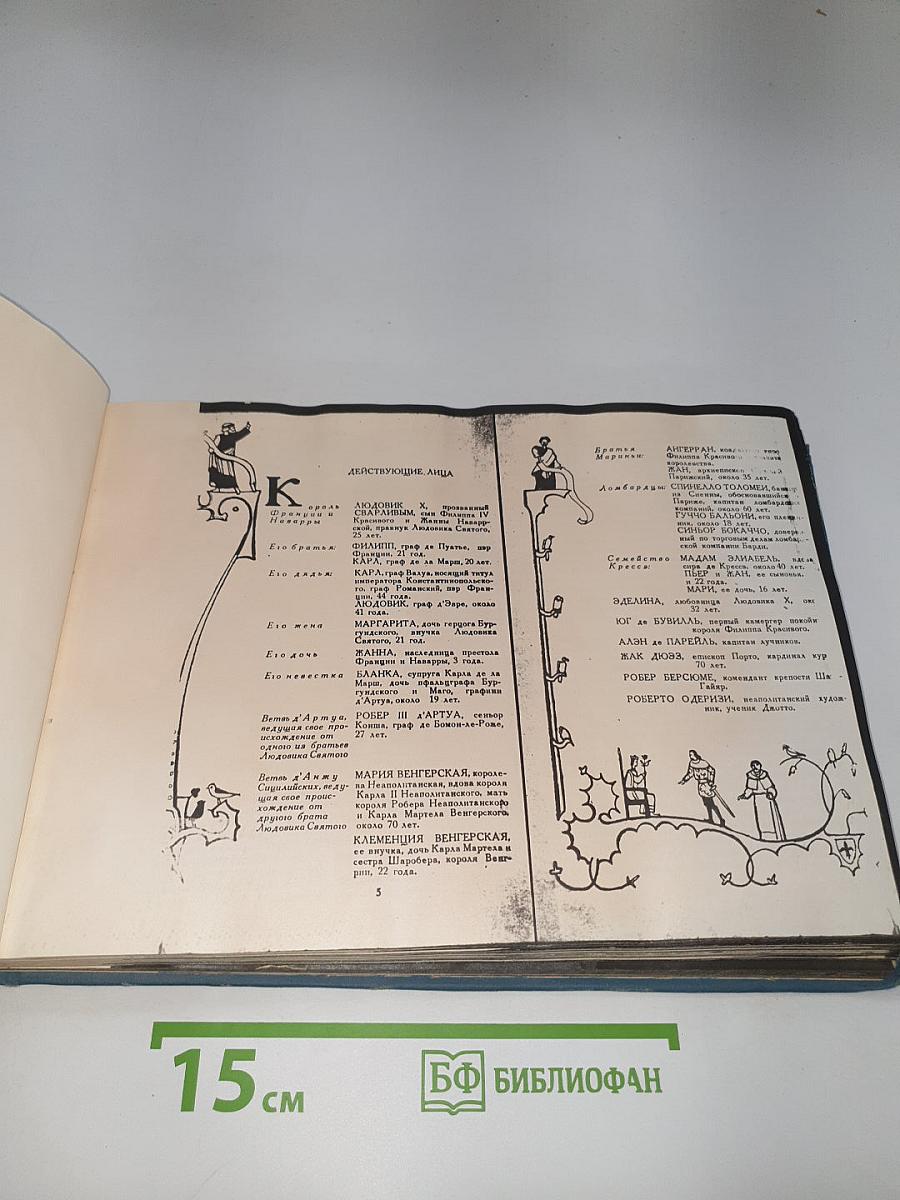 ДЕЙСТВУЮЩИЕ ЛИЦА
Король
Франции и
Наварры
ЛЮДОВИК X, прозванный
СВАРЛИВЫМ, сын Филиппа IV
Красивого и Жанны Наварр-
ской, правнук Людовика Святого,
25 лет.
Его братья:
ФИЛИПП, граф де Пуатье, пэр
Франции, 21 год.
КАРЛ, граф де ла Марш, 20 лет.
Его дядья:
КАРЛ, граф Валуа, носящий титул
императора Константинопольско-
го, граф Романский, пэр Фран-
ции, 44 года.
ЛЮДОВИК, граф д'Эвре, около
41 года.
Его жена
МАРГАРИТА, дочь герцога Бур-
гундского, внучка Людовика
Святого, 21 год.
Его дочь
ЖАННА, наследница престола
Франции и Наварры, 3 года.
Его невестка
БЛАНКА, супруга Карла де ла
Марш, дочь пфальцграфа Бур-
гундского и Маго, графини
д'Артуа, около 19 лет.
Ветвь д'Артуа,
ведущая свое про-
исхождение от
одного из братьев
Людовика Святого
РОБЕР III д'АРТУА, сеньор
Конша, граф де Бомон-ле-Роже,
27 лет.
Ветвь д'Анжу
Сицилийских, веду-
щая свое проис-
хождение от
другого брата
Людовика Святого
МАРИЯ ВЕНГЕРСКАЯ, короле-
ва Неаполитанская, вдова короля
Карла II Неаполитанского, мать
короля Робера Неаполитанского
и Карла Мартела Венгерского,
около 70 лет.
КЛЕМЕНЦИЯ ВЕНГЕРСКАЯ,
ее внучка, дочь Карла Мартела и
сестра Шаробера, короля Венг-
рии, 22 года.
5
Братья
Мариньи:
АНГЕРРАН,
Филиппа
королевства.
ЖАН,
Парижский, около 35 лет.
Ломбардцы:
СПИНЕЛЛО ТОЛОМЕИ,
из Сиенны, обосновавшийся
Париже, капитан
компаний, около 60 лет.
ГУЧЧО БАЛЬОНИ, его
ник, около 18 лет.
СИНЬОР БОКАЧЧО,
ный по торговым делам
ской компании Барди.
Семейство
Крессэ:
МАДАМ ЭЛИАБЕЛЬ,
сира де Крессэ, около 40 лет.
ПЬЕР и ЖАН, ее сыновья,
и 22 года.
МАРИ, ее дочь, 16 лет.
ЭДЕЛИНА, любовница Людовика X,
32 лет.
ЮГ де БУВИЛЛЬ, первый камергер покой
короля Филиппа Красивого.
АЛЭН де ПАРЕЙЛЬ, капитан лучников.
ЖАК ДЮЭЗ, епископ Порто, кардинал кур
70 лет.
РОБЕР БЕРСЮМЕ, комендант крепости Ша
Гайяр.
РОБЕРТО ОДЕРИЗИ, неаполитанский худож-
ник, ученик Джотто.
15 см
БФ БИБЛИОФАН